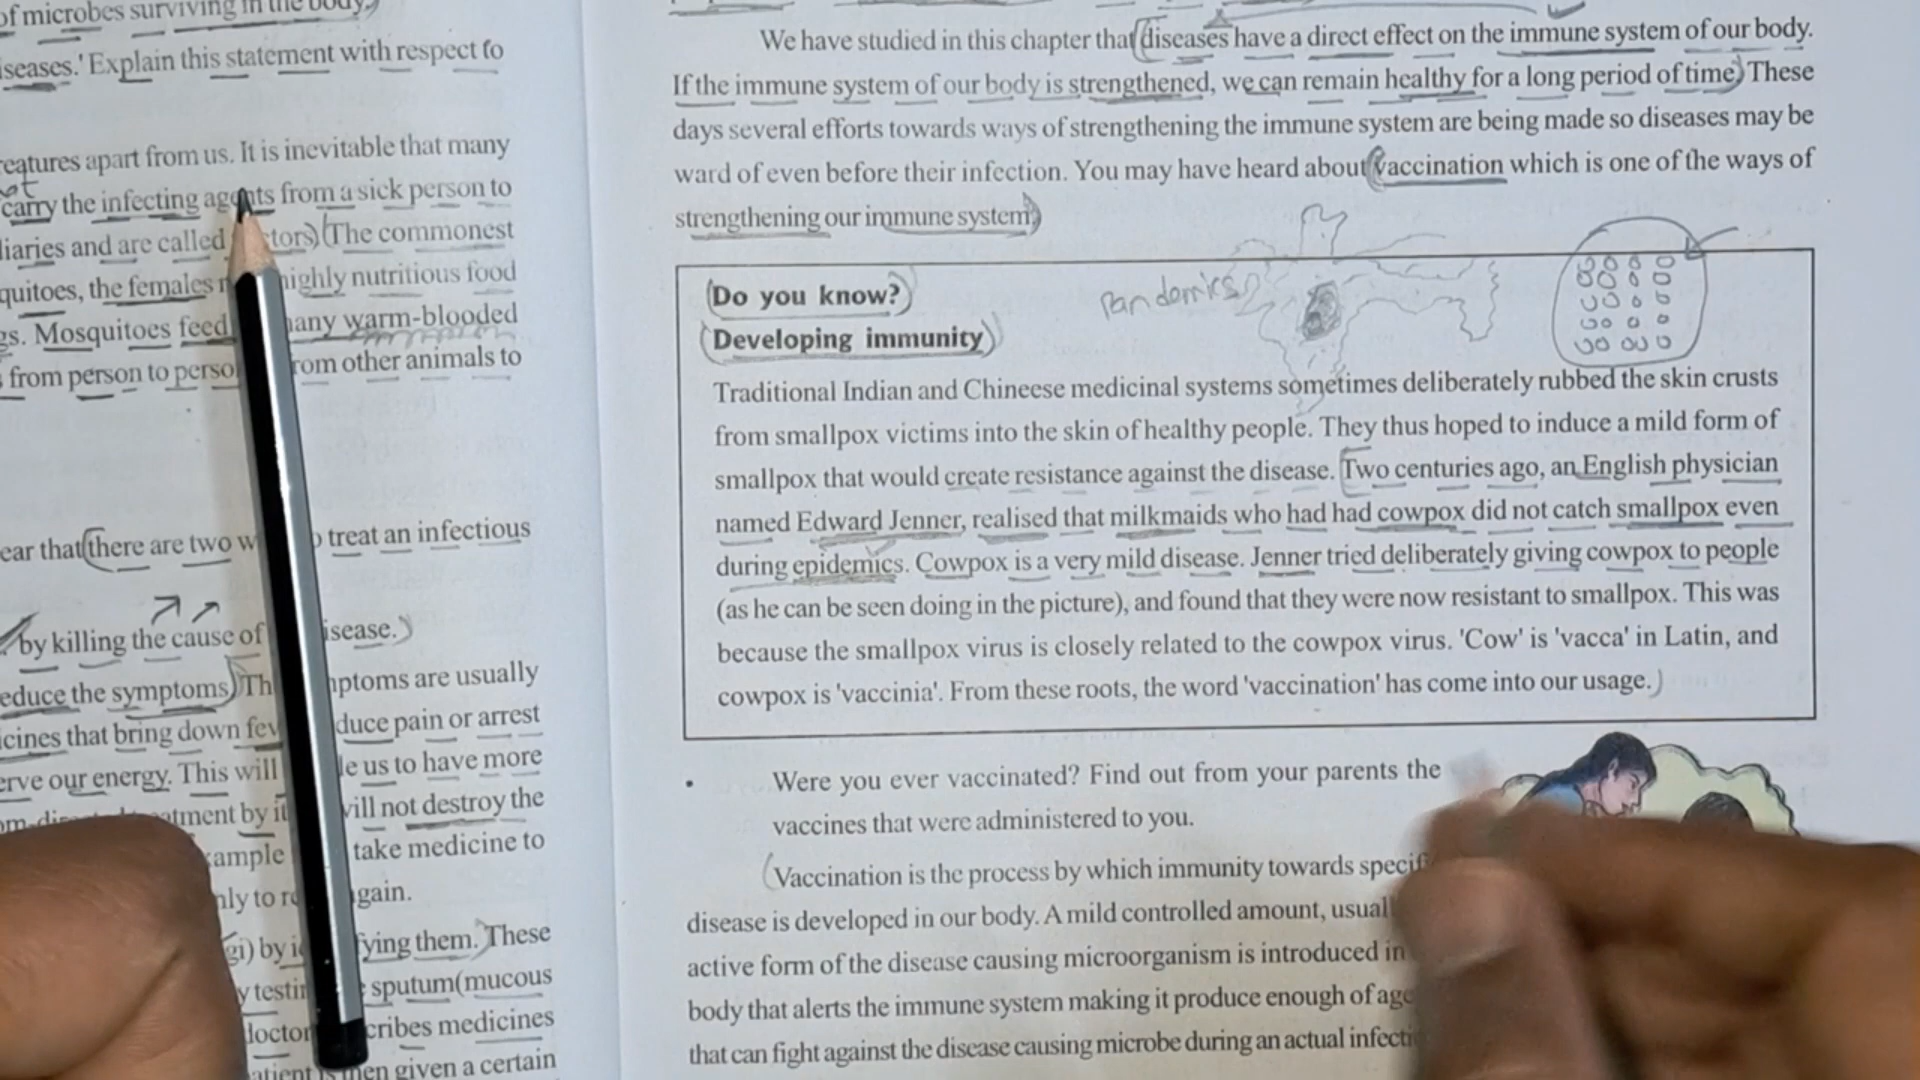 of microbes surviving in the body.
iseases.' Explain this statement with respect to
reatures apart from us. It is inevitable that many
carry the infecting agents from a sick person to
liaries and are called tors) The commonest
quitoes, the females highly nutritious food
gs. Mosquitoes feed many warm-blooded
from person to perso rom other animals to
ear that there are two w treat an infectious
by killing the cause of isease.
educe the symptoms Th mptoms are usually
icines that bring down fev duce pain or arrest
erve our energy. This will le us to have more
atment by it will not destroy the
xample take medicine to
nly to re again.
gi) by i fying them. These
y testin sputum(mucous
doctor cribes medicines
atient is then given a certain
We have studied in this chapter that diseases have a direct effect on the immune system of our body.
If the immune system of our body is strengthened, we can remain healthy for a long period of time. These
days several efforts towards ways of strengthening the immune system are being made so diseases may be
ward of even before their infection. You may have heard about vaccination which is one of the ways of
strengthening our immune system.
Pandemics
Do you know?
Developing immunity
Traditional Indian and Chineese medicinal systems sometimes deliberately rubbed the skin crusts
from smallpox victims into the skin of healthy people. They thus hoped to induce a mild form of
smallpox that would create resistance against the disease. Two centuries ago, an English physician
named Edward Jenner, realised that milkmaids who had had cowpox did not catch smallpox even
during epidemics. Cowpox is a very mild disease. Jenner tried deliberately giving cowpox to people
(as he can be seen doing in the picture), and found that they were now resistant to smallpox. This was
because the smallpox virus is closely related to the cowpox virus. 'Cow' is 'vacca' in Latin, and
cowpox is 'vaccinia'. From these roots, the word 'vaccination' has come into our usage.
• Were you ever vaccinated? Find out from your parents the
vaccines that were administered to you.
Vaccination is the process by which immunity towards specif
disease is developed in our body. A mild controlled amount, usual
active form of the disease causing microorganism is introduced in
body that alerts the immune system making it produce enough of age
that can fight against the disease causing microbe during an actual infecti